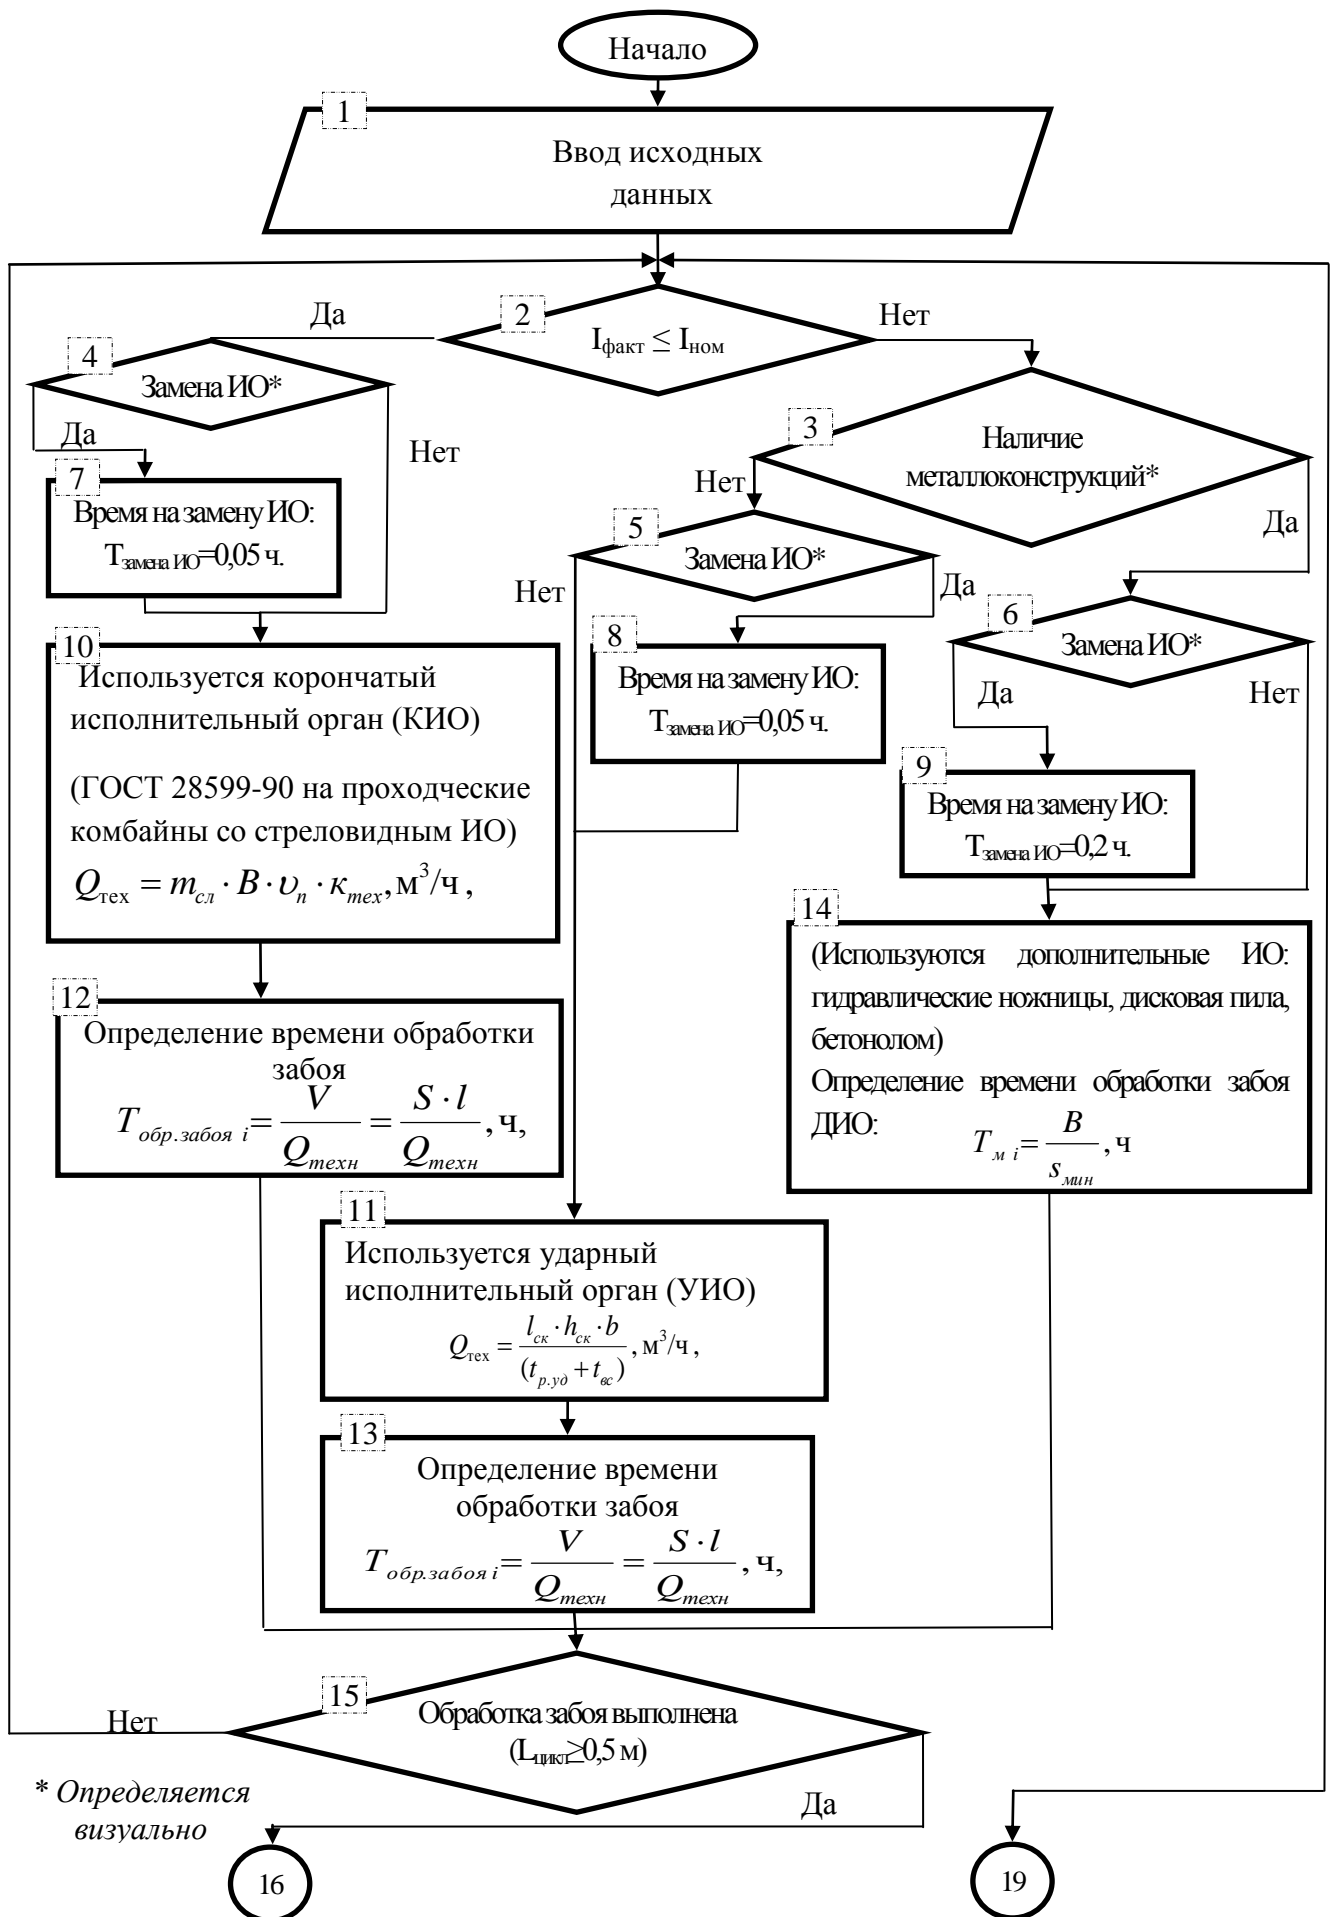 Начало
1
Ввод исходных
данных
Да
2
Нет
Iфакт ≤ Iном
4
Замена ИО*
Да
Нет
3
Наличие
металлоконструкций*
Нет
Да
7
Время на замену ИО:
Tзамена ИО=0,05 ч.
5
Замена ИО*
Нет
Да
6
Замена ИО*
Да
Нет
8
Время на замену ИО:
Tзамена ИО=0,05 ч.
10
Используется корончатый
исполнительный орган (КИО)
(ГОСТ 28599-90 на проходческие
комбайны со стреловидным ИО)
Qтех = mсл · B · υп · ктех, м³/ч ,
9
Время на замену ИО:
Tзамена ИО=0,2 ч.
14
(Используются дополнительные ИО:
гидравлические ножницы, дисковая пила,
бетонолом)
Определение времени обработки забоя
ДИО: Tм i = B / sмин , ч
12
Определение времени обработки
забоя
Tобр.забоя i = V / Qтехн = S · l / Qтехн , ч,
11
Используется ударный
исполнительный орган (УИО)
Qтех = lск · hск · b / (tр.уд + tвс) , м³/ч ,
13
Определение времени
обработки забоя
Tобр.забоя i = V / Qтехн = S · l / Qтехн , ч,
15
Нет
Обработка забоя выполнена
(Lцикл≥0,5 м)
Да
* Определяется
визуально
16
19